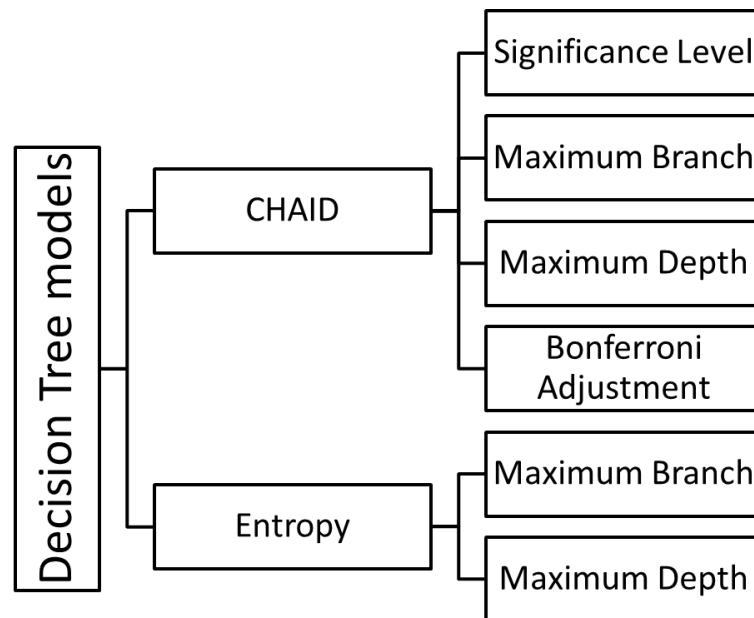 Decision Tree models
CHAID
Significance Level
Maximum Branch
Maximum Depth
Bonferroni
Adjustment
Entropy
Maximum Branch
Maximum Depth